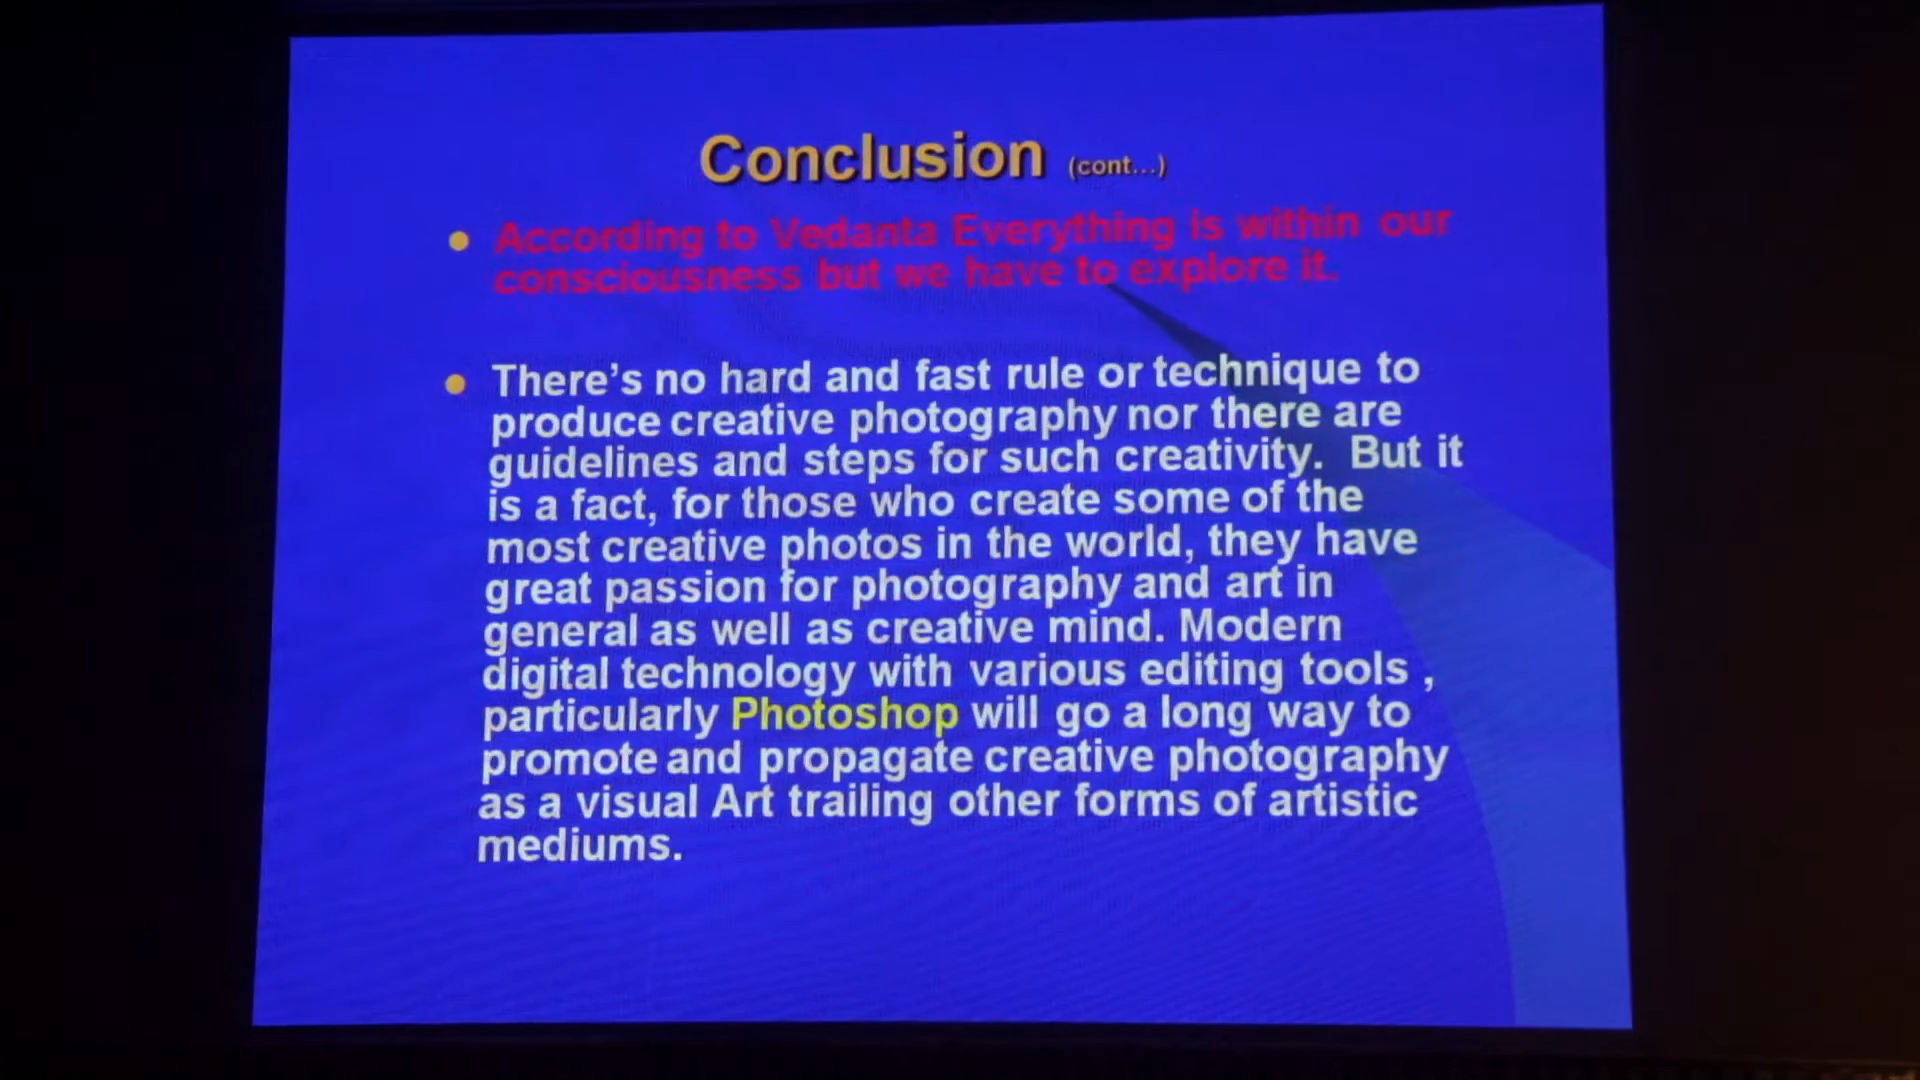 Conclusion (cont...)
According to Vedanta Everything is within our
consciousness but we have to explore it.
There's no hard and fast rule or technique to
produce creative photography nor there are
guidelines and steps for such creativity. But it
is a fact, for those who create some of the
most creative photos in the world, they have
great passion for photography and art in
general as well as creative mind. Modern
digital technology with various editing tools ,
particularly Photoshop will go a long way to
promote and propagate creative photography
as a visual Art trailing other forms of artistic
mediums.